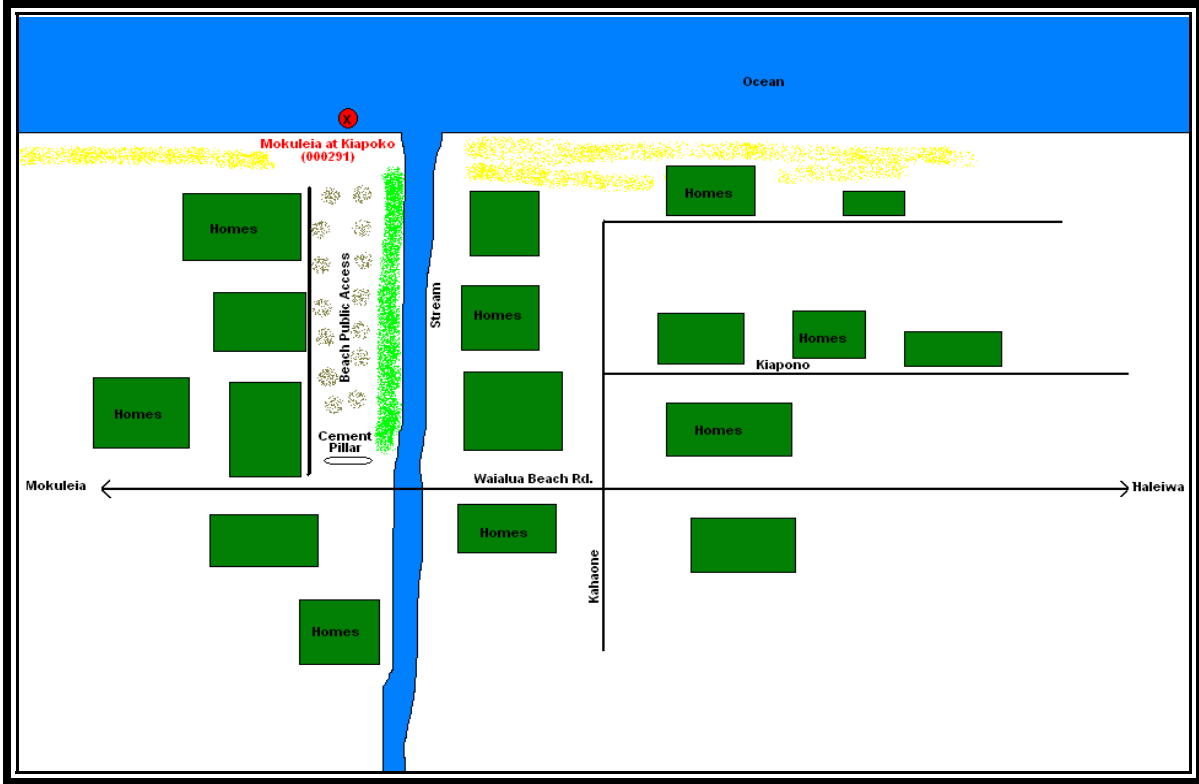 Ocean
X
Mokuleia at Kiapoko
(000291)
Homes
Homes
Beach Public Access
Stream
Homes
Homes
Kiapono
Homes
Homes
Cement
Pillar
Waialua Beach Rd.
Mokuleia
Haleiwa
Homes
Kahaone
Homes